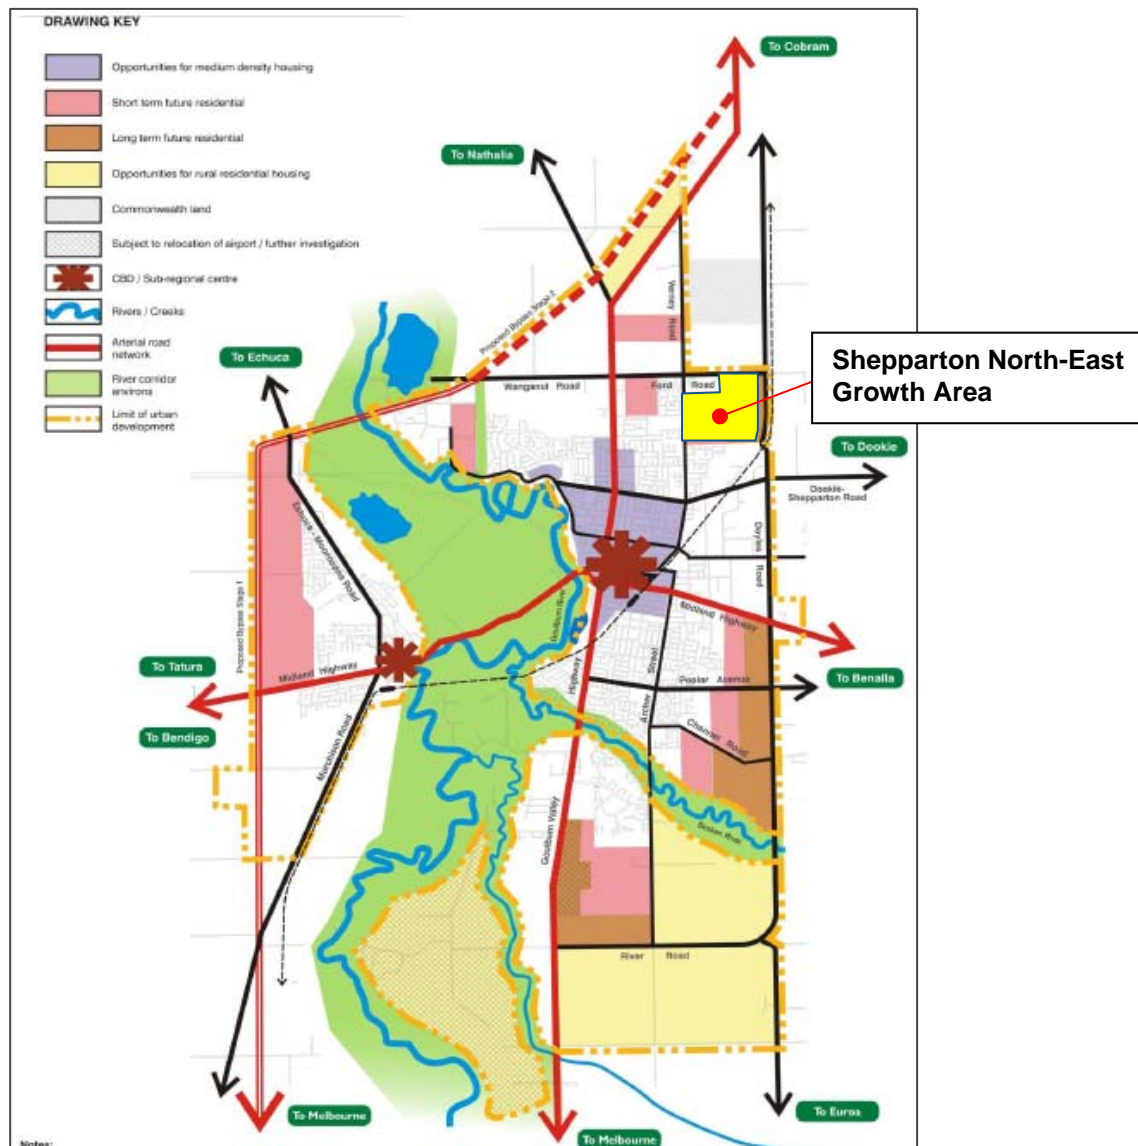 DRAWING KEY
Opportunities for medium density housing
Short term future residential
Long term future residential
Opportunities for rural residential housing
Commonwealth land
Subject to relocation of airport / further investigation
CBD / Sub-regional centre
Rivers / Creeks
Arterial road
network
River corridor
environs
Limit of urban
development
To Cobram
To Nathalia
Verney Road
Proposed Bypass Stage 2
To Echuca
Wanganui Road
Ford Road
Shepparton North-East
Growth Area
To Dookie
Dookie-
Shepparton Road
Echuca - Mooroopna Road
Doyles Road
Goulburn River
Midland Highway
Proposed Bypass Stage 1
To Tatura
Midland Highway
Highway
Archer Street
Poplar Avenue
To Benalla
Channel Road
To Bendigo
Murchison Road
Goulburn Valley
Broken River
River Road
To Melbourne
To Melbourne
To Euroa
Notes: